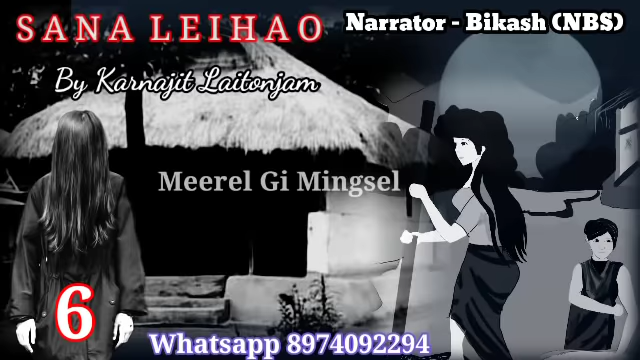 SANA LEIHAO
Narrator - Bikash (NBS)
By Karnajit Laitonjam
Meerel Gi Mingsel
6
Whatsapp 8974092294